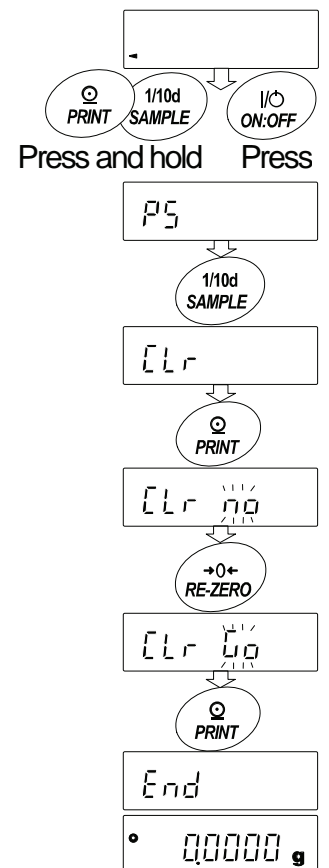 1/10d I/⏻
PRINT SAMPLE ON:OFF
Press and hold Press
PS
1/10d
SAMPLE
CLr
PRINT
CLr no
→0←
RE-ZERO
CLr Go
PRINT
End
0.0000 g